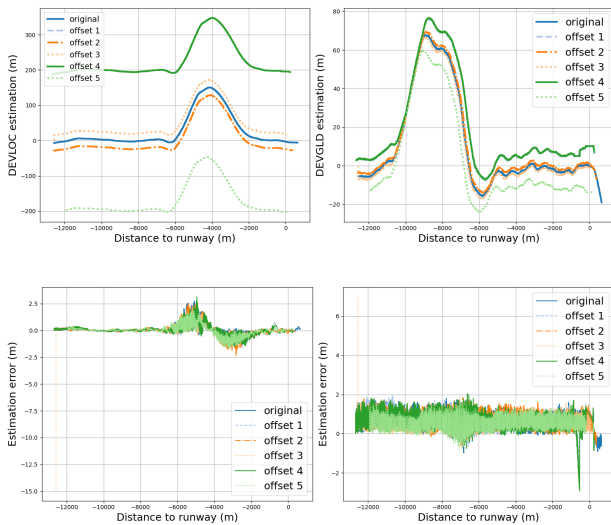 original
offset 1
offset 2
offset 3
offset 4
offset 5
DEVLOC estimation (m)
300
200
100
0
−100
−200
−12000 −10000 −8000 −6000 −4000 −2000 0
Distance to runway (m)
original
offset 1
offset 2
offset 3
offset 4
offset 5
DEVGLD estimation (m)
80
60
40
20
0
−20
−12000 −10000 −8000 −6000 −4000 −2000 0
Distance to runway (m)
Estimation error (m)
2.5
0.0
−2.5
−5.0
−7.5
−10.0
−12.5
−15.0
original
offset 1
offset 2
offset 3
offset 4
offset 5
−12000 −10000 −8000 −6000 −4000 −2000 0
Distance to runway (m)
original
offset 1
offset 2
offset 3
offset 4
offset 5
Estimation error (m)
6
4
2
0
−2
−12000 −10000 −8000 −6000 −4000 −2000 0
Distance to runway (m)